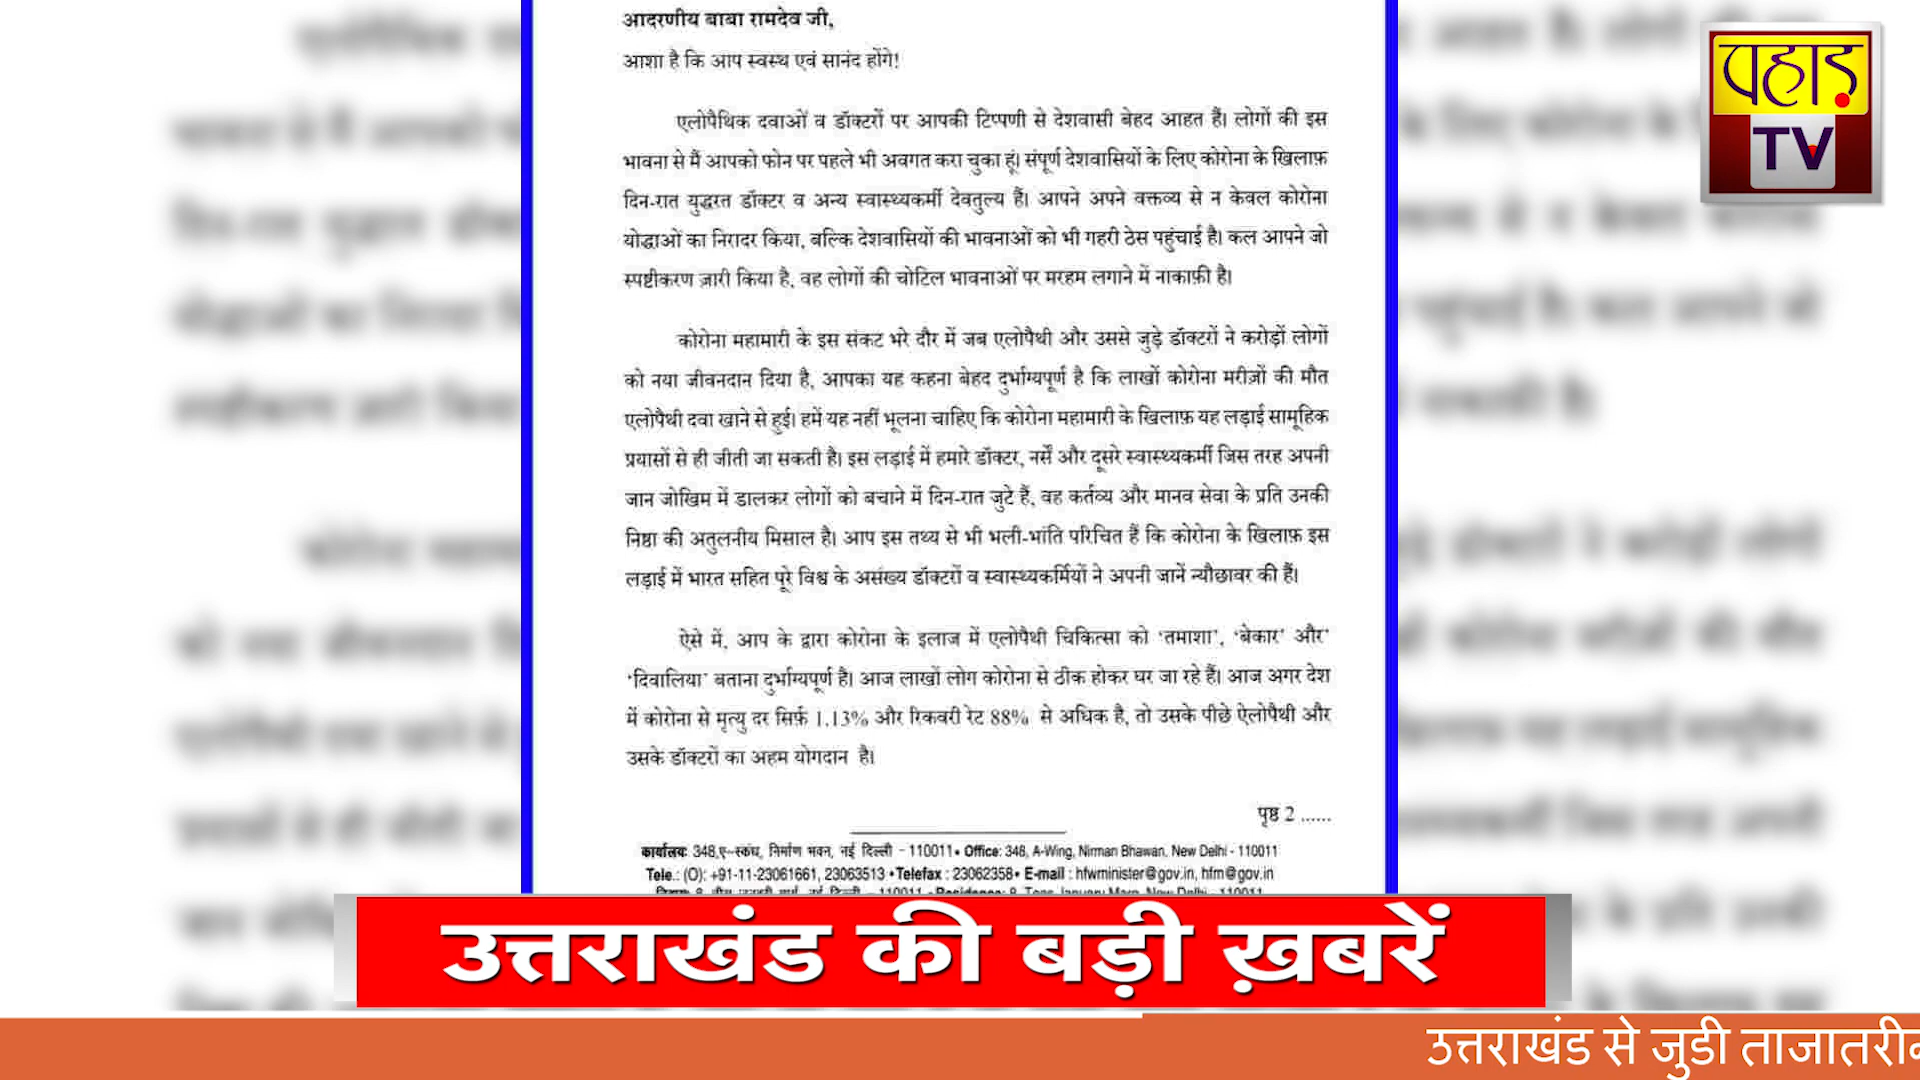 आदरणीय बाबा रामदेव जी,
आशा है कि आप स्वस्थ एवं सानंद होंगे!
एलोपैथिक दवाओं व डॉक्टरों पर आपकी टिप्पणी से देशवासी बेहद आहत हैं। लोगों की इस
भावना से मैं आपको फोन पर पहले भी अवगत करा चुका हूं। संपूर्ण देशवासियों के लिए कोरोना के खिलाफ़
दिन-रात युद्धरत डॉक्टर व अन्य स्वास्थ्यकर्मी देवतुल्य हैं। आपने अपने वक्तव्य से न केवल कोरोना
योद्धाओं का निरादर किया, बल्कि देशवासियों की भावनाओं को भी गहरी ठेस पहुंचाई है। कल आपने जो
स्पष्टीकरण ज़ारी किया है, वह लोगों की चोटिल भावनाओं पर मरहम लगाने में नाकाफ़ी है।
कोरोना महामारी के इस संकट भरे दौर में जब एलोपैथी और उससे जुड़े डॉक्टरों ने करोड़ों लोगों
को नया जीवनदान दिया है, आपका यह कहना बेहद दुर्भाग्यपूर्ण है कि लाखों कोरोना मरीज़ों की मौत
एलोपैथी दवा खाने से हुई। हमें यह नहीं भूलना चाहिए कि कोरोना महामारी के खिलाफ़ यह लड़ाई सामूहिक
प्रयासों से ही जीती जा सकती है। इस लड़ाई में हमारे डॉक्टर, नर्सें और दूसरे स्वास्थ्यकर्मी जिस तरह अपनी
जान जोखिम में डालकर लोगों को बचाने में दिन-रात जुटे हैं, वह कर्तव्य और मानव सेवा के प्रति उनकी
निष्ठा की अतुलनीय मिसाल है। आप इस तथ्य से भी भली-भांति परिचित हैं कि कोरोना के खिलाफ़ इस
लड़ाई में भारत सहित पूरे विश्व के असंख्य डॉक्टरों व स्वास्थ्यकर्मियों ने अपनी जानें न्यौछावर की हैं।
ऐसे में, आप के द्वारा कोरोना के इलाज में एलोपैथी चिकित्सा को 'तमाशा', 'बेकार' और'
'दिवालिया' बताना दुर्भाग्यपूर्ण है। आज लाखों लोग कोरोना से ठीक होकर घर जा रहे हैं। आज अगर देश
में कोरोना से मृत्यु दर सिर्फ़ 1.13% और रिकवरी रेट 88% से अधिक है, तो उसके पीछे ऐलोपैथी और
उसके डॉक्टरों का अहम योगदान है।
पृष्ठ 2 ......
कार्यालय: 348,ए-स्कंध, निर्माण भवन, नई दिल्ली - 110011• Office: 348, A-Wing, Nirman Bhawan, New Delhi - 110011
Tele.: (O): +91-11-23061661, 23063513 •Telefax : 23062358• E-mail : hfwminister@gov.in, hfm@gov.in
पहाड़
TV
उत्तराखंड की बड़ी ख़बरें
उत्तराखंड से जुडी ताजातरीन